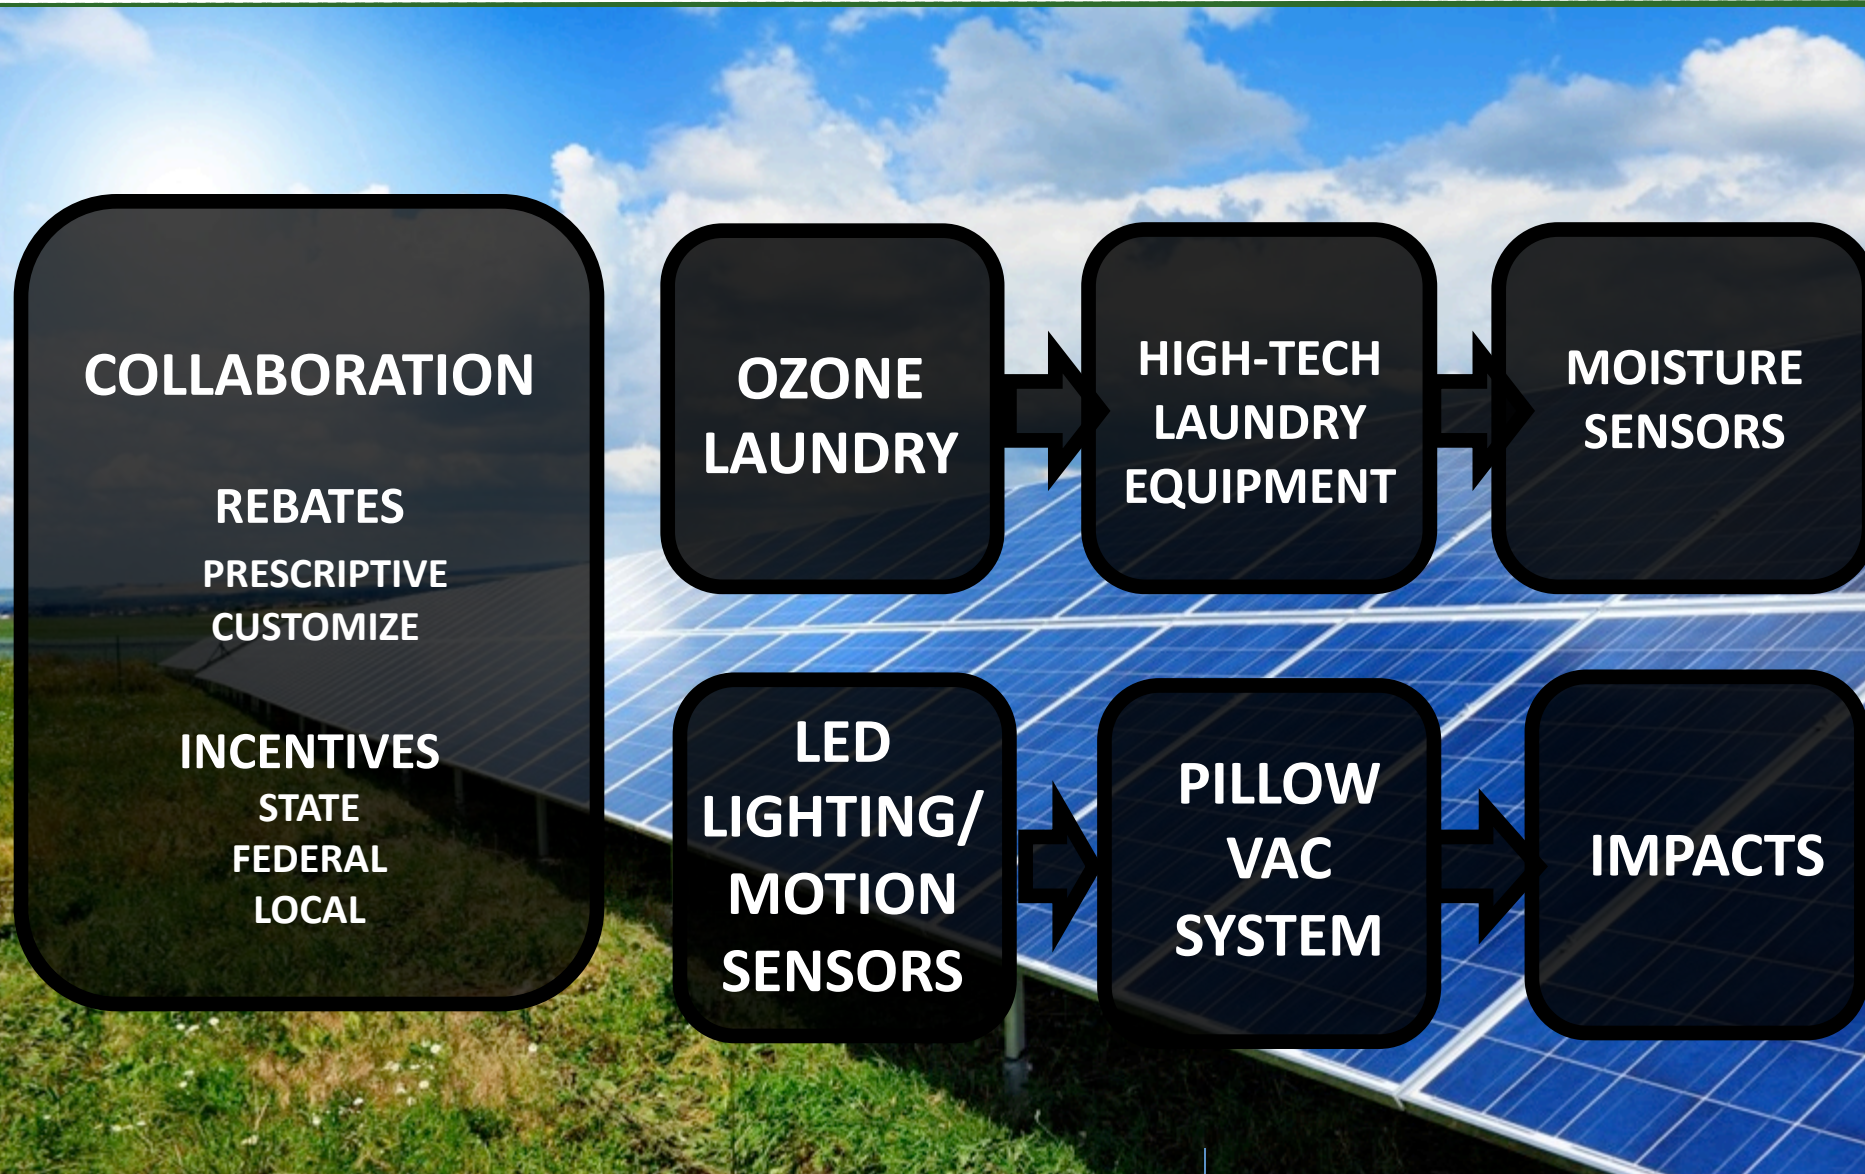 COLLABORATION
REBATES
PRESCRIPTIVE
CUSTOMIZE
INCENTIVES
STATE
FEDERAL
LOCAL
OZONE
LAUNDRY
HIGH-TECH
LAUNDRY
EQUIPMENT
MOISTURE
SENSORS
LED
LIGHTING/
MOTION
SENSORS
PILLOW
VAC
SYSTEM
IMPACTS